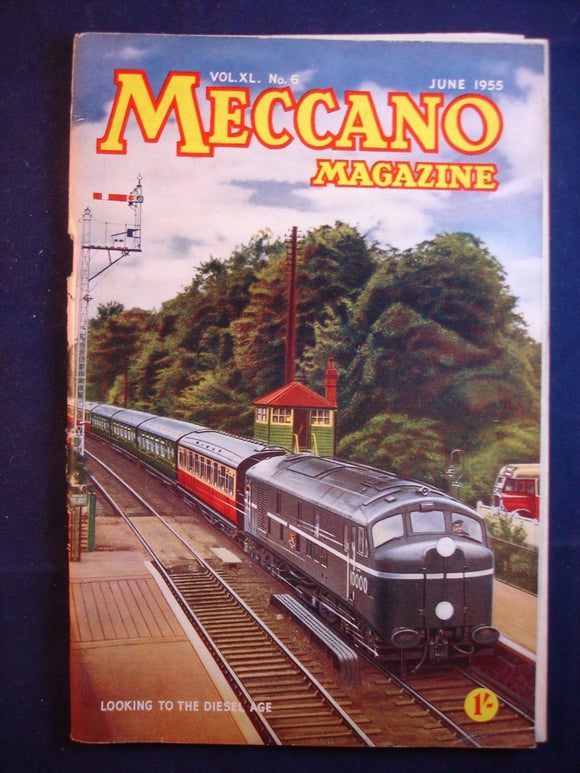 VOL.XL. No.6
JUNE 1955
MECCANO
MAGAZINE
10000
LOOKING TO THE DIESEL AGE
1/-